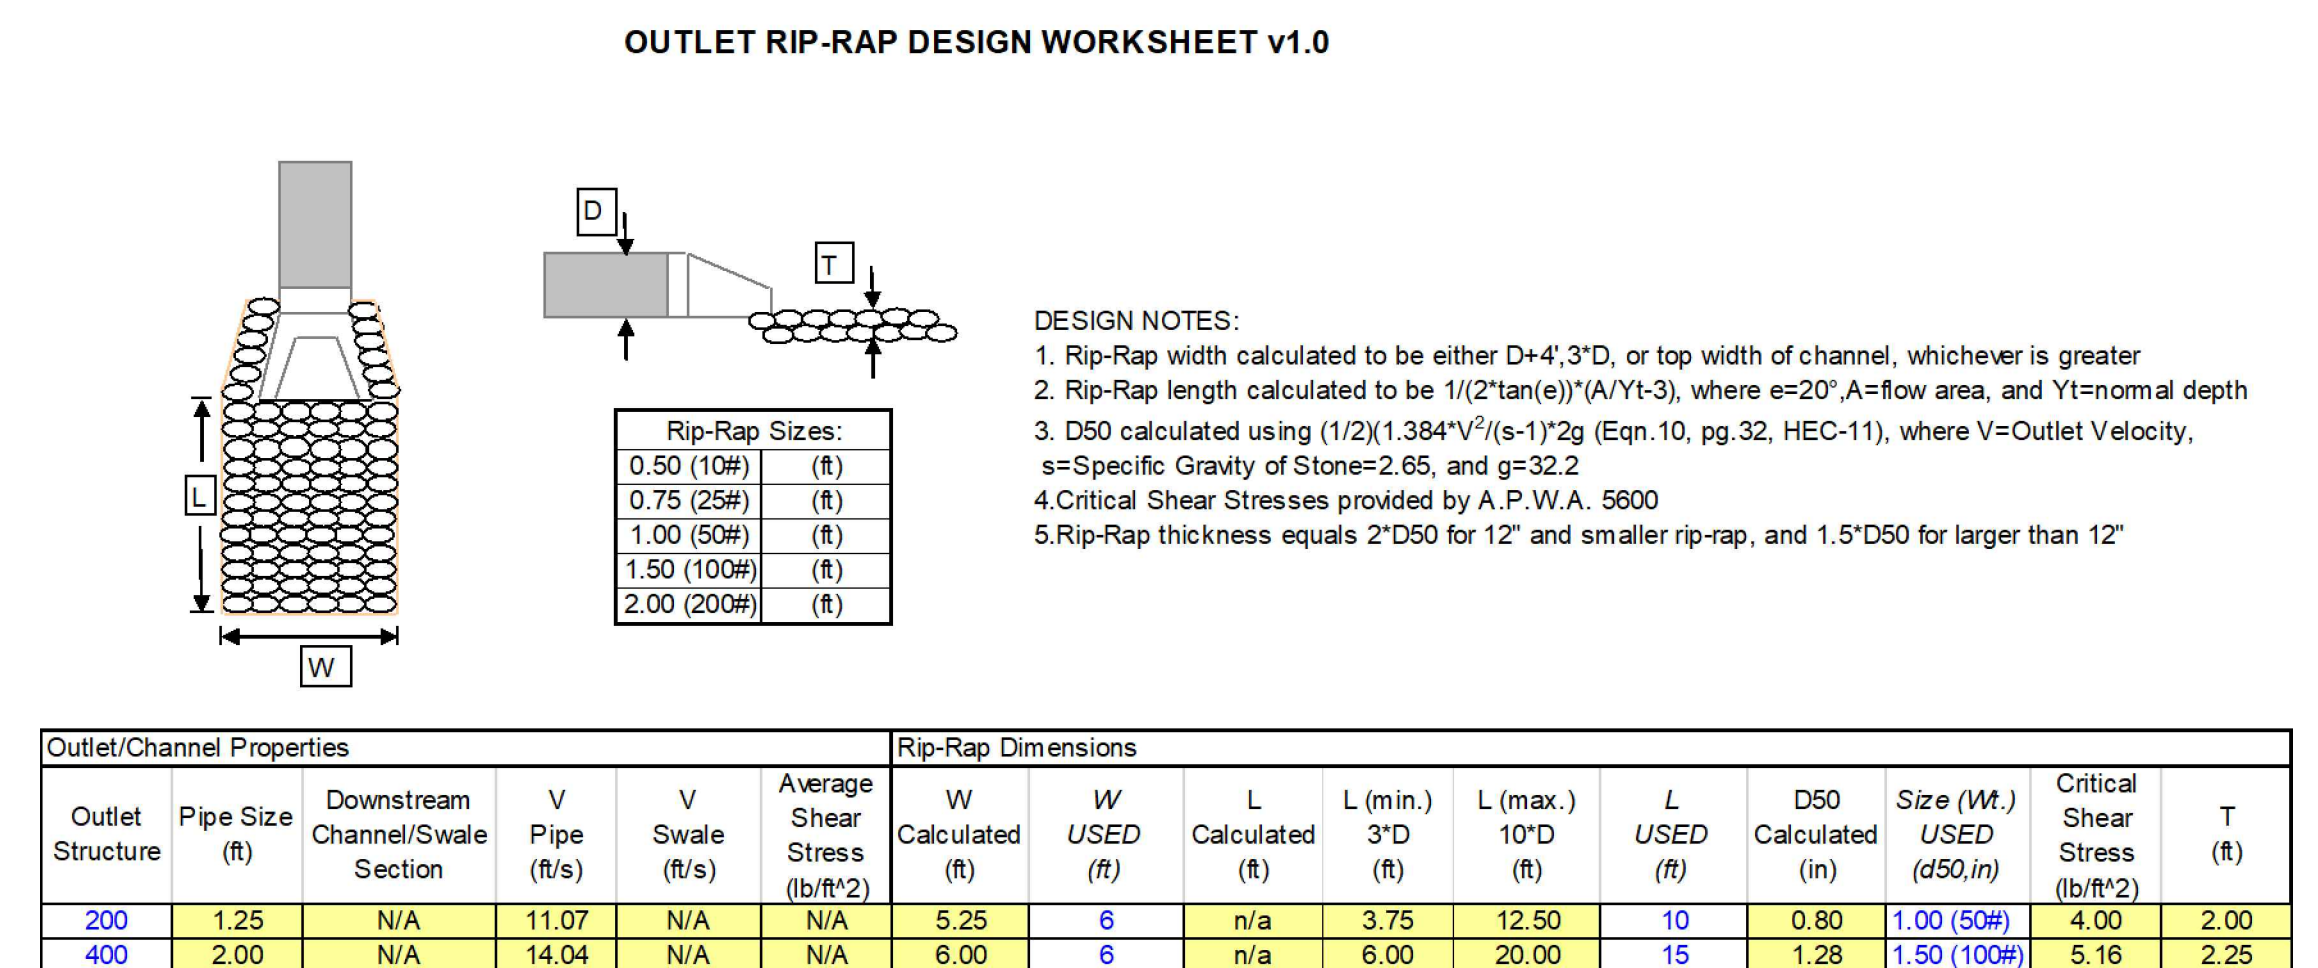 OUTLET RIP-RAP DESIGN WORKSHEET v1.0
D
T
L
W
Rip-Rap Sizes:
0.50 (10#) (ft)
0.75 (25#) (ft)
1.00 (50#) (ft)
1.50 (100#) (ft)
2.00 (200#) (ft)
DESIGN NOTES:
1. Rip-Rap width calculated to be either D+4',3*D, or top width of channel, whichever is greater
2. Rip-Rap length calculated to be 1/(2*tan(e))*(A/Yt-3), where e=20°,A=flow area, and Yt=normal depth
3. D50 calculated using (1/2)(1.384*V²/(s-1)*2g (Eqn.10, pg.32, HEC-11), where V=Outlet Velocity,
s=Specific Gravity of Stone=2.65, and g=32.2
4.Critical Shear Stresses provided by A.P.W.A. 5600
5.Rip-Rap thickness equals 2*D50 for 12" and smaller rip-rap, and 1.5*D50 for larger than 12"
Outlet/Channel Properties
Rip-Rap Dimensions
Outlet
Structure
Pipe Size
(ft)
Downstream
Channel/Swale
Section
V
Pipe
(ft/s)
V
Swale
(ft/s)
Average
Shear
Stress
(lb/ft^2)
W
Calculated
(ft)
W
USED
(ft)
L
Calculated
(ft)
L (min.)
3*D
(ft)
L (max.)
10*D
(ft)
L
USED
(ft)
D50
Calculated
(in)
Size (Wt.)
USED
(d50,in)
Critical
Shear
Stress
(lb/ft^2)
T
(ft)
200 1.25 N/A 11.07 N/A N/A 5.25 6 n/a 3.75 12.50 10 0.80 1.00 (50#) 4.00 2.00
400 2.00 N/A 14.04 N/A N/A 6.00 6 n/a 6.00 20.00 15 1.28 1.50 (100#) 5.16 2.25